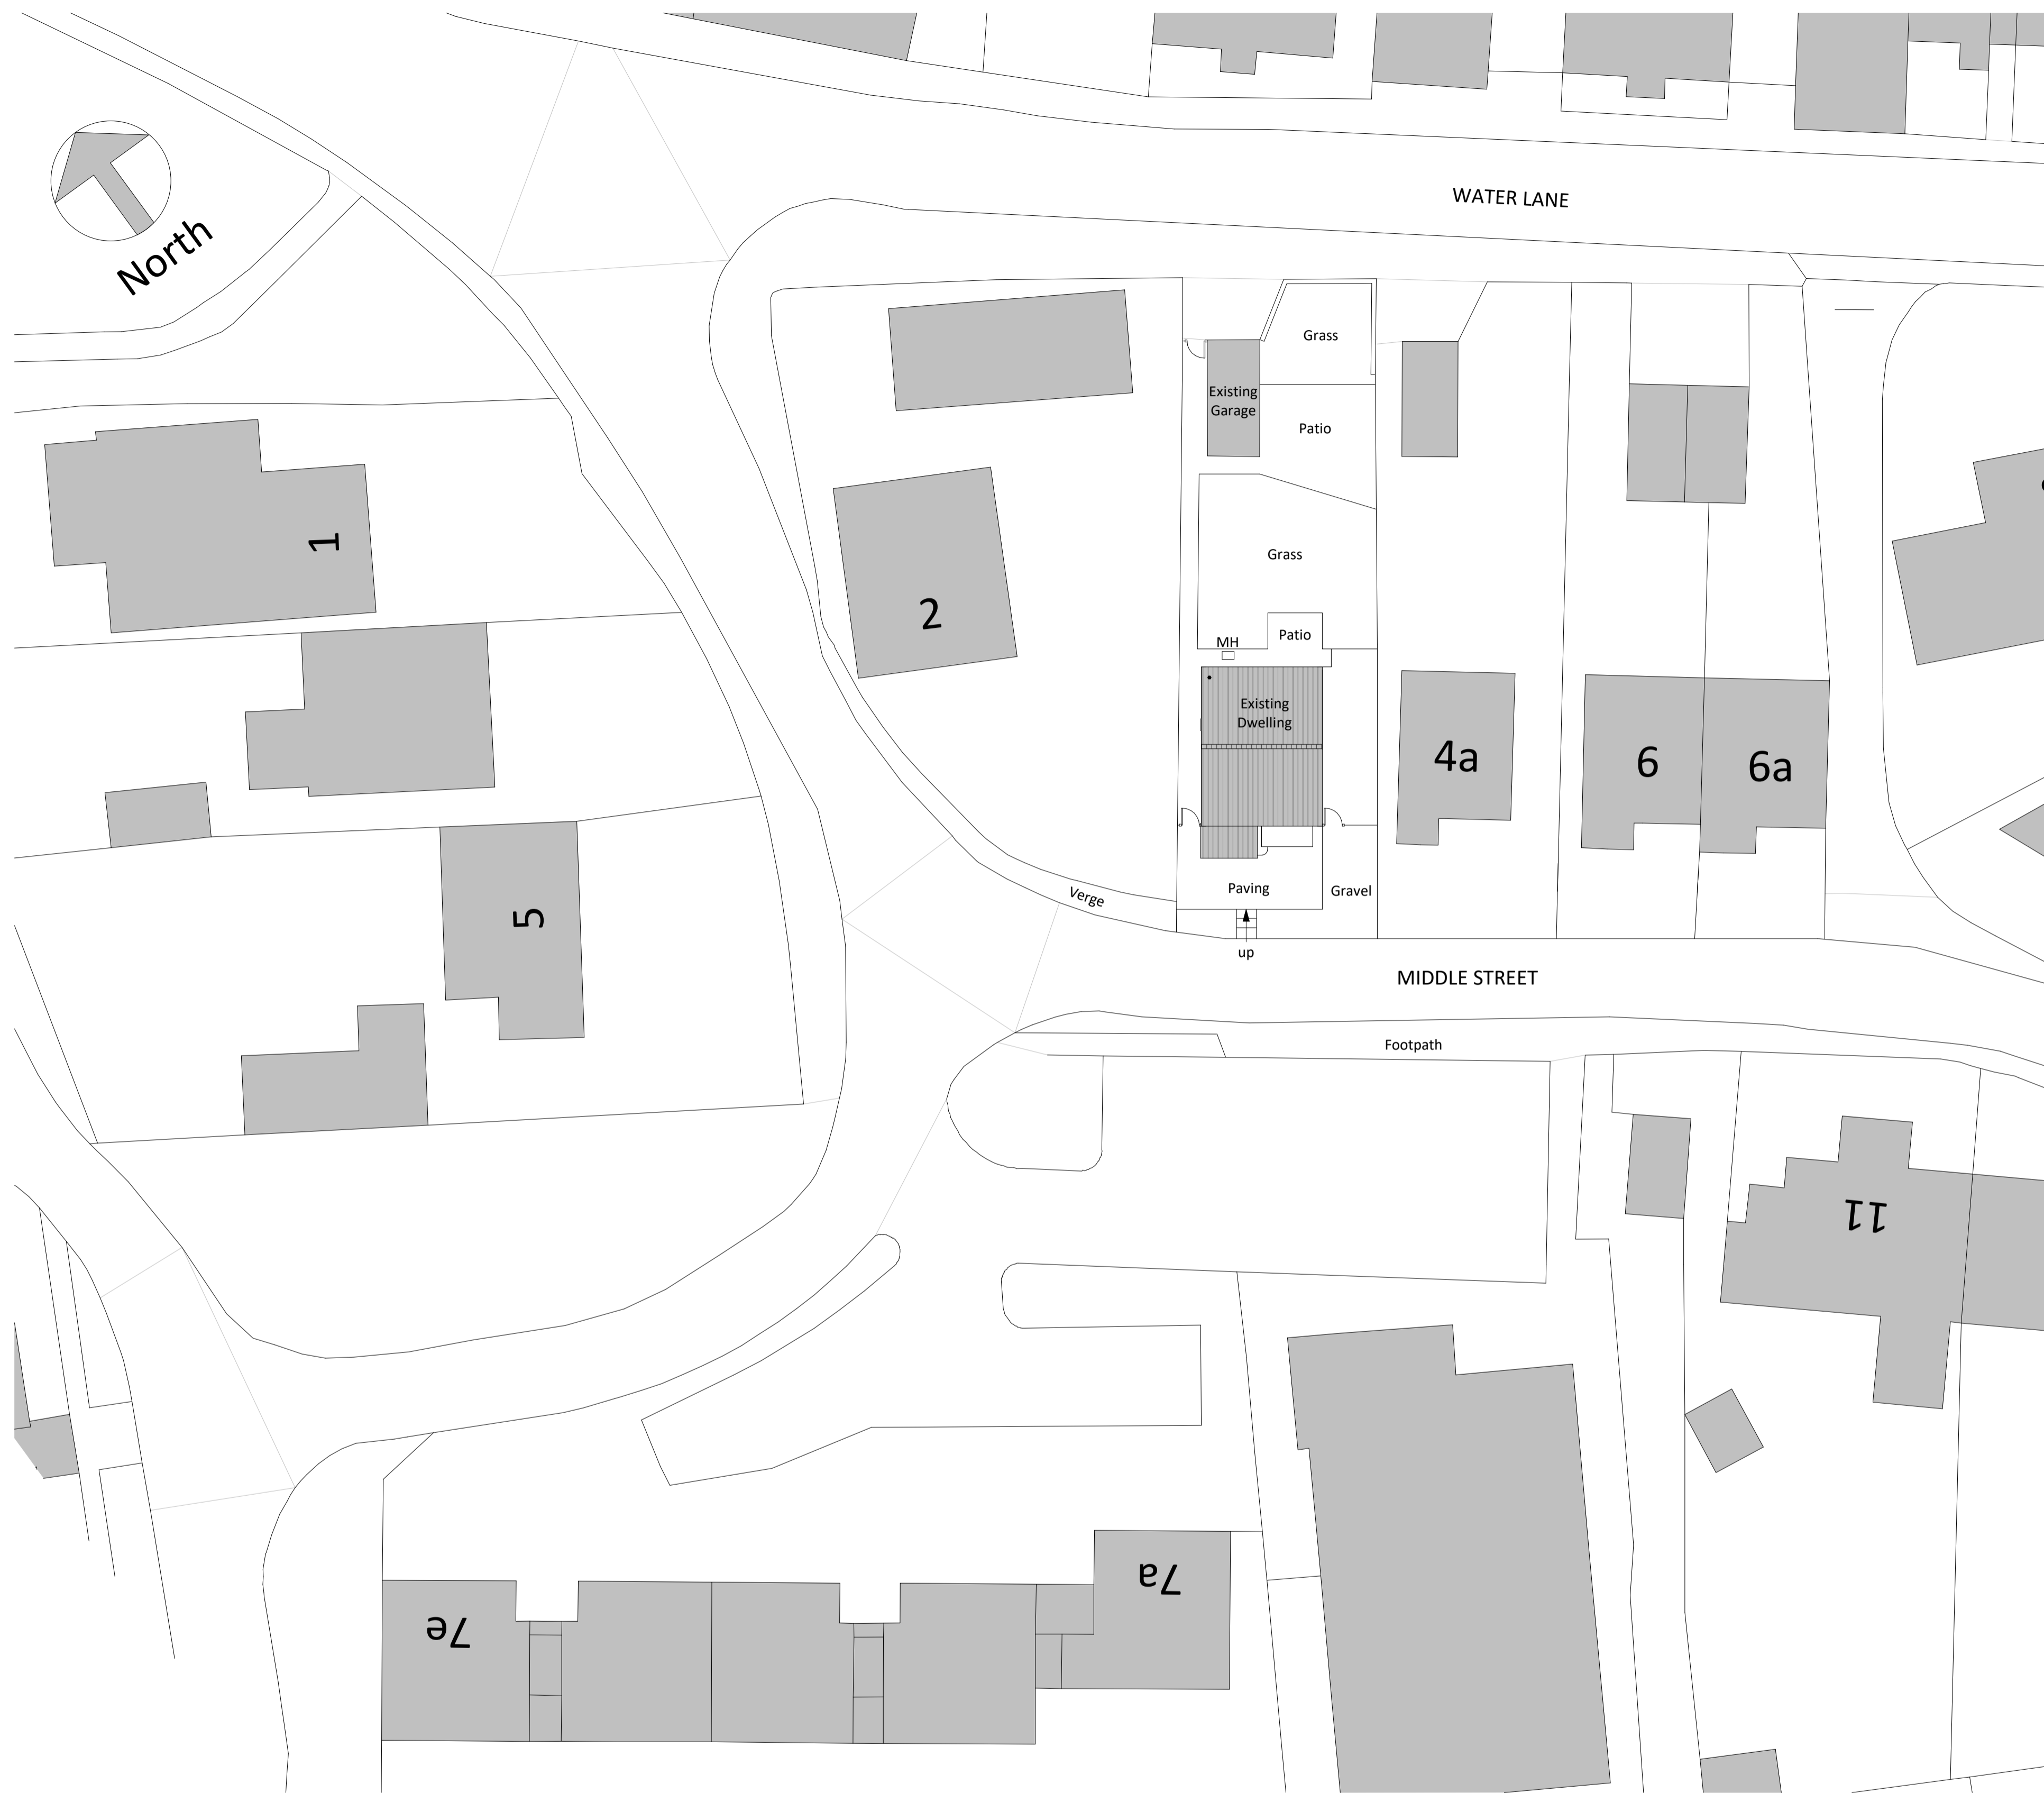 WATER LANE
North
Grass
Existing
Garage
Patio
1
Grass
2
MH
Patio
Existing
Dwelling
4a
6
6a
5
Verge
Paving
Gravel
up
MIDDLE STREET
Footpath
11
7a
7e